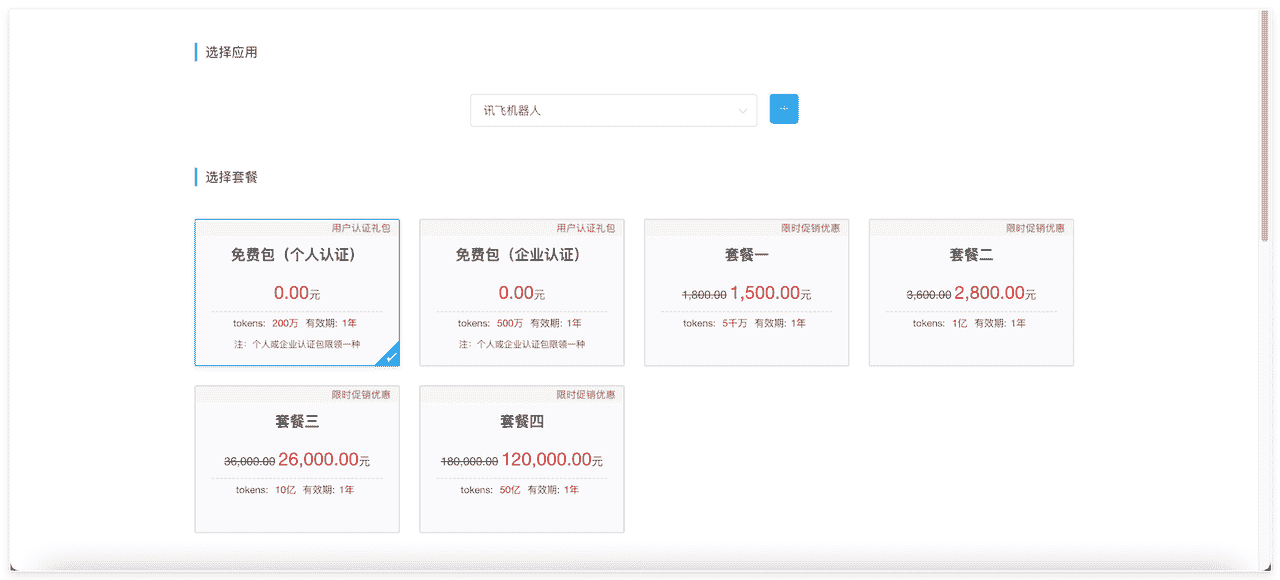 选择应用
讯飞机器人
+
选择套餐
用户认证礼包
免费包（个人认证）
0.00元
tokens: 200万 有效期: 1年
注: 个人或企业认证包限领一种
用户认证礼包
免费包（企业认证）
0.00元
tokens: 500万 有效期: 1年
注: 个人或企业认证包限领一种
限时促销优惠
套餐一
1,800.00 1,500.00元
tokens: 5千万 有效期: 1年
限时促销优惠
套餐二
3,600.00 2,800.00元
tokens: 1亿 有效期: 1年
限时促销优惠
套餐三
36,000.00 26,000.00元
tokens: 10亿 有效期: 1年
限时促销优惠
套餐四
180,000.00 120,000.00元
tokens: 50亿 有效期: 1年